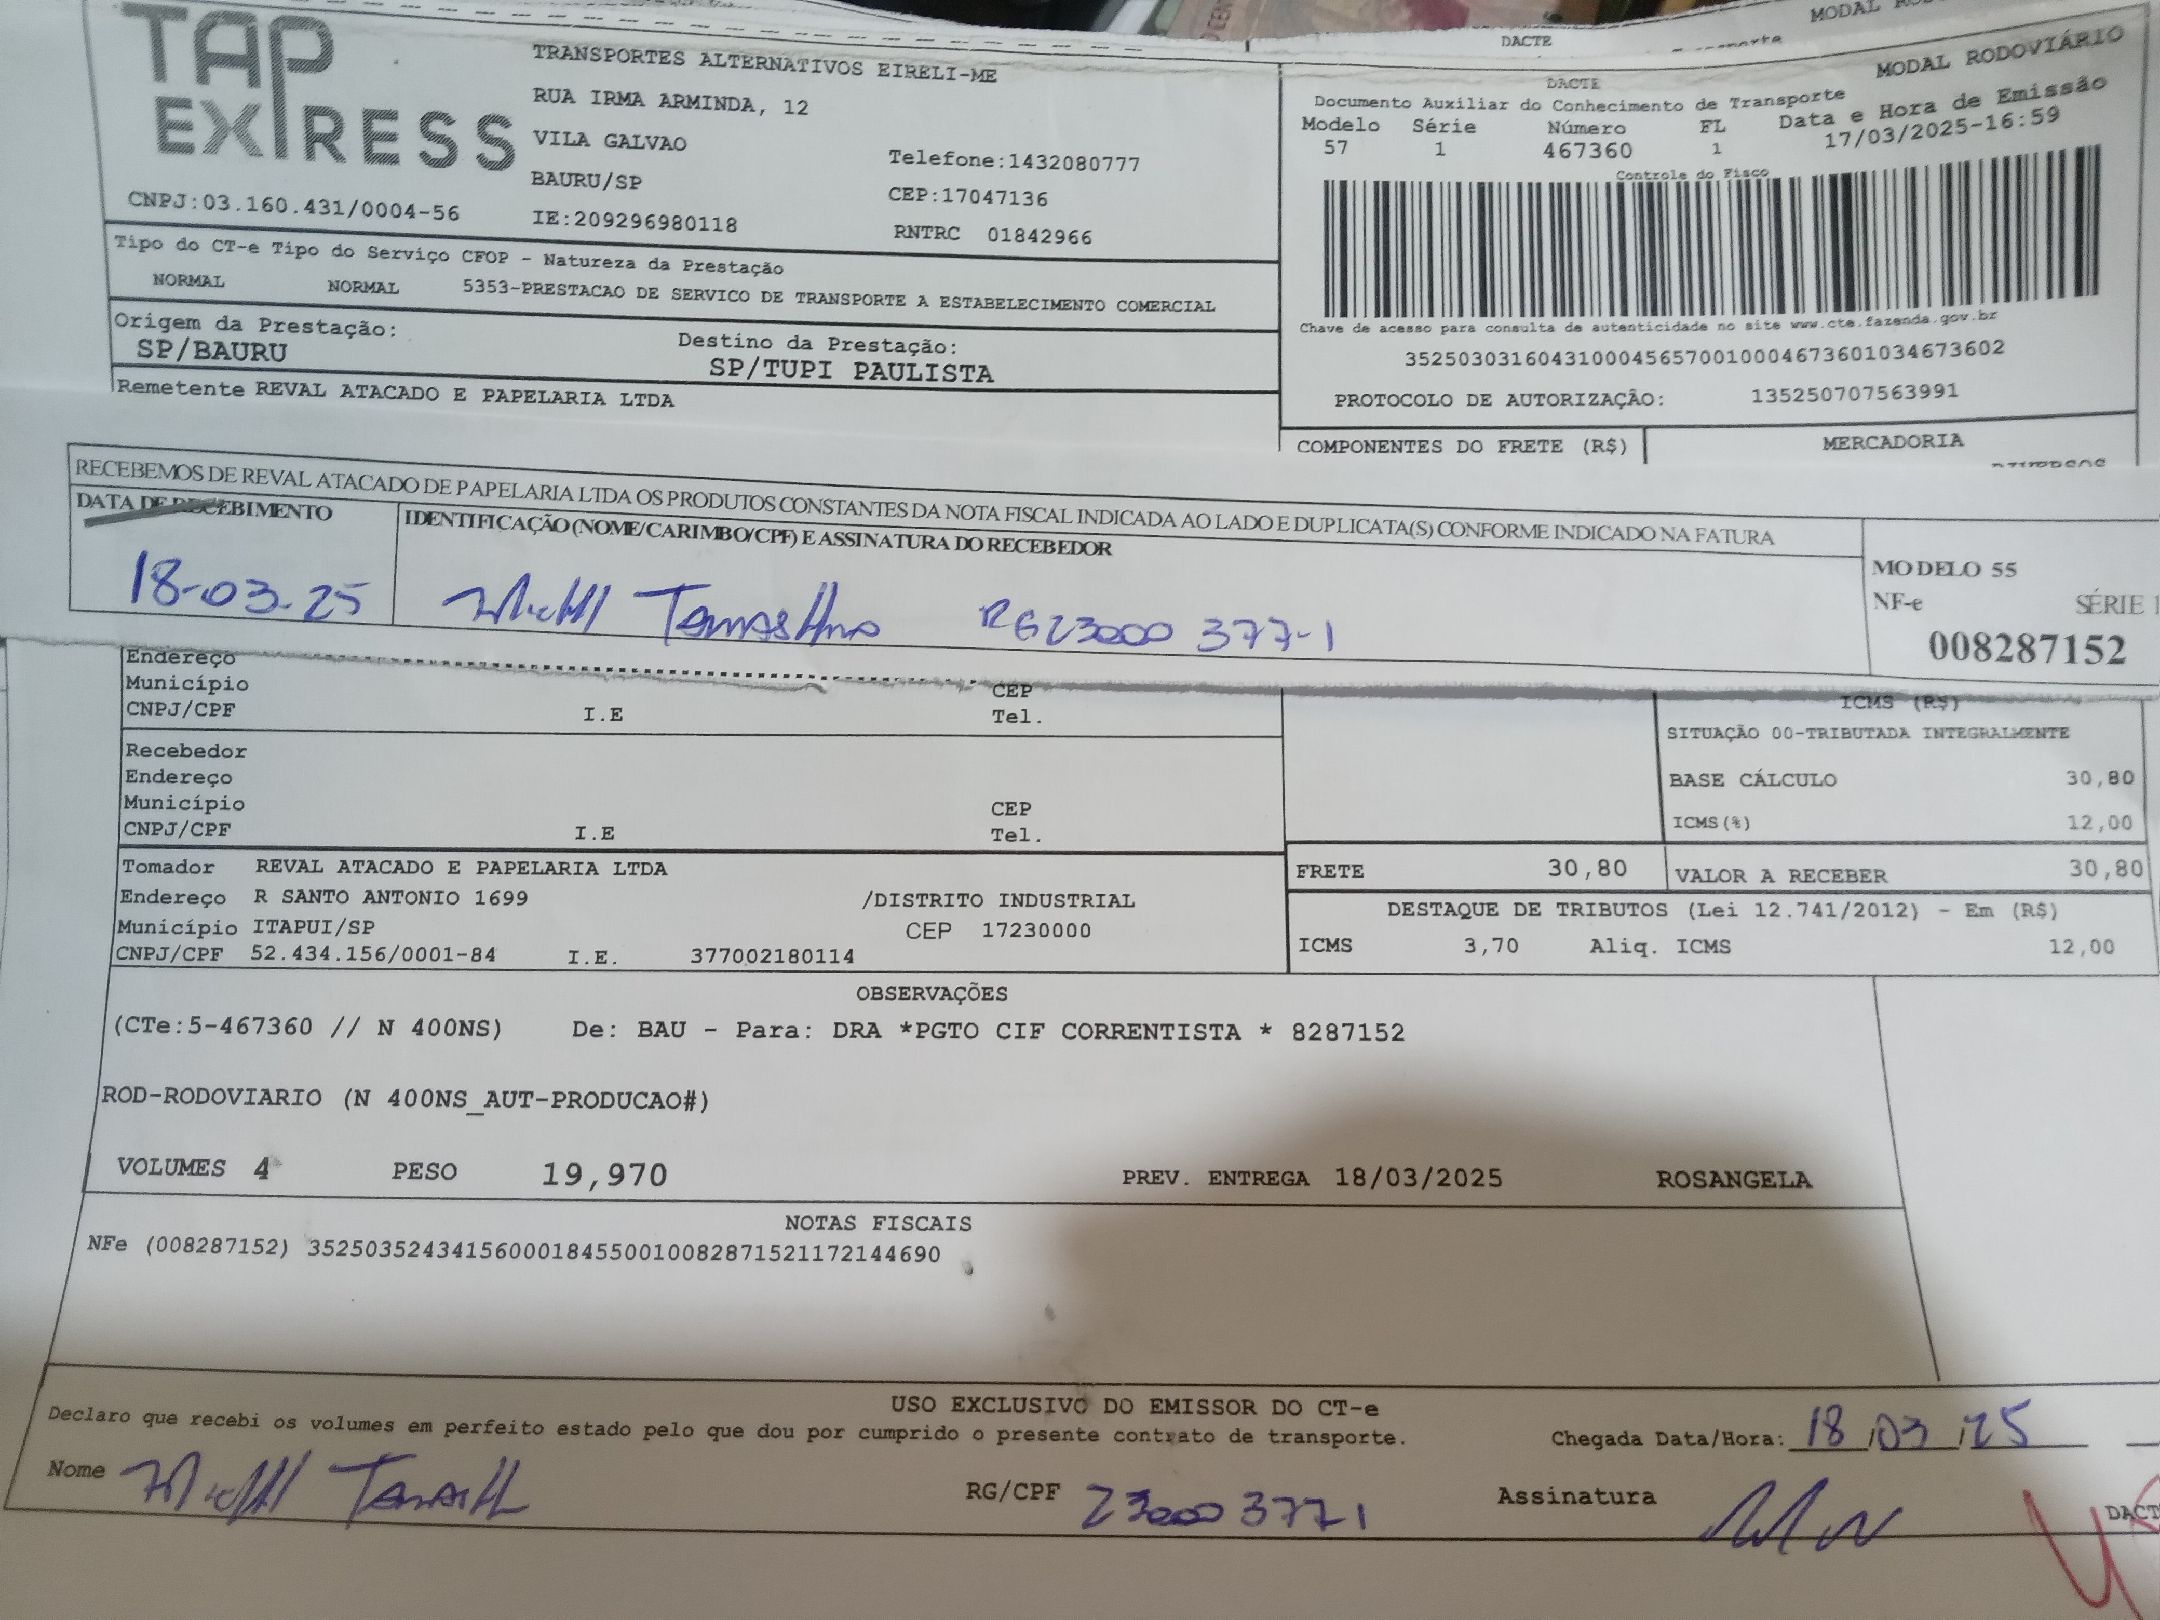 MODAL
DACTE
TAP EXPRESS
TRANSPORTES ALTERNATIVOS EIRELI-ME
RUA IRMA ARMINDA, 12
VILA GALVAO
Telefone:1432080777
BAURU/SP
CEP:17047136
CNPJ:03.160.431/0004-56
IE:209296980118
RNTRC 01842966
DACTE
MODAL RODOVIÁRIO
Documento Auxiliar do Conhecimento de Transporte
Modelo Série Número FL Data e Hora de Emissão
57 1 467360 1 17/03/2025-16:59
Controle do Fisco
Tipo do CT-e Tipo do Serviço CFOP - Natureza da Prestação
NORMAL NORMAL 5353-PRESTACAO DE SERVICO DE TRANSPORTE A ESTABELECIMENTO COMERCIAL
Origem da Prestação: Destino da Prestação:
SP/BAURU SP/TUPI PAULISTA
Chave de acesso para consulta de autenticidade no site www.cte.fazenda.gov.br
35250303160431000456570010004673601034673602
PROTOCOLO DE AUTORIZAÇÃO: 135250707563991
Remetente REVAL ATACADO E PAPELARIA LTDA
COMPONENTES DO FRETE (R$) MERCADORIA
RECEBEMOS DE REVAL ATACADO DE PAPELARIA LTDA OS PRODUTOS CONSTANTES DA NOTA FISCAL INDICADA AO LADO E DUPLICATA(S) CONFORME INDICADO NA FATURA
DATA DE RECEBIMENTO IDENTIFICAÇÃO (NOME/CARIMBO/CPF) E ASSINATURA DO RECEBEDOR
18-03-25 RG23000377-1
MODELO 55
NF-e SÉRIE 1
008287152
Endereço
Município CEP
CNPJ/CPF I.E Tel.
Recebedor
Endereço
Município CEP
CNPJ/CPF I.E Tel.
ICMS (R$)
SITUAÇÃO 00-TRIBUTADA INTEGRALMENTE
BASE CÁLCULO 30,80
ICMS(%) 12,00
Tomador REVAL ATACADO E PAPELARIA LTDA
Endereço R SANTO ANTONIO 1699 /DISTRITO INDUSTRIAL
Município ITAPUI/SP CEP 17230000
CNPJ/CPF 52.434.156/0001-84 I.E. 377002180114
FRETE 30,80 VALOR A RECEBER 30,80
DESTAQUE DE TRIBUTOS (Lei 12.741/2012) - Em (R$)
ICMS 3,70 Aliq. ICMS 12,00
OBSERVAÇÕES
(CTe:5-467360 // N 400NS) De: BAU - Para: DRA *PGTO CIF CORRENTISTA * 8287152
ROD-RODOVIARIO (N 400NS_AUT-PRODUCAO#)
VOLUMES 4 PESO 19,970 PREV. ENTREGA 18/03/2025 ROSANGELA
NOTAS FISCAIS
NFe (008287152) 35250352434156000184550010082871521172144690
USO EXCLUSIVO DO EMISSOR DO CT-e
Declaro que recebi os volumes em perfeito estado pelo que dou por cumprido o presente contrato de transporte.
Chegada Data/Hora: 18/03/25
Nome RG/CPF 230003771 Assinatura
DACT